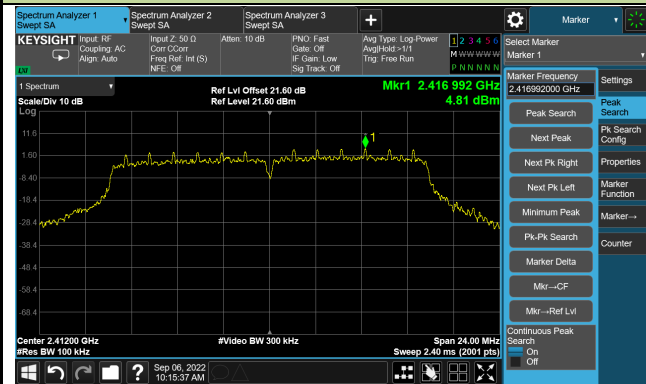 Spectrum Analyzer 1
Swept SA
Spectrum Analyzer 2
Swept SA
Spectrum Analyzer 3
Swept SA
+
Marker
KEYSIGHT
Input: RF
Coupling: AC
Align: Auto
Input Z: 50 Ω
Corr CCorr
Freq Ref: Int (S)
NFE: Off
Atten: 10 dB
PNO: Fast
Gate: Off
IF Gain: Low
Sig Track: Off
Avg Type: Log-Power
Avg|Hold:>1/1
Trig: Free Run
1 2 3 4 5 6
M W W W W W
P N N N N N
LXI
Select Marker
Marker 1
1 Spectrum
Scale/Div 10 dB
Log
Ref Lvl Offset 21.60 dB
Ref Level 21.60 dBm
Mkr1 2.416 992 GHz
4.81 dBm
1
11.6
1.60
-8.40
-18.4
-28.4
-38.4
-48.4
-58.4
-68.4
Center 2.41200 GHz
#Res BW 100 kHz
#Video BW 300 kHz
Span 24.00 MHz
Sweep 2.40 ms (2001 pts)
Marker Frequency
2.416992000 GHz
Peak Search
Next Peak
Next Pk Right
Next Pk Left
Minimum Peak
Pk-Pk Search
Marker Delta
Mkr→CF
Mkr→Ref Lvl
Continuous Peak
Search
On
Off
Settings
Peak
Search
Pk Search
Config
Properties
Marker
Function
Marker→
Counter
?
Sep 06, 2022
10:15:37 AM